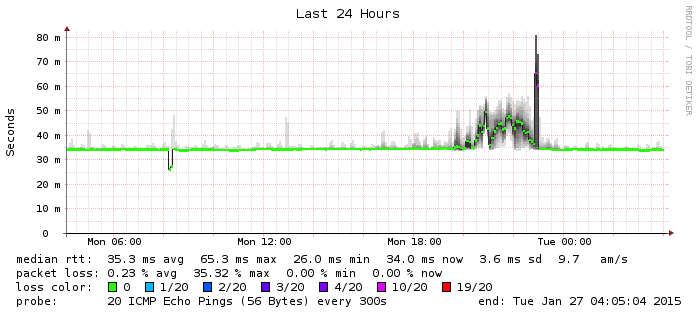 Last 24 Hours
RRDTOOL / TOBI OETIKER
Seconds
80 m
70 m
60 m
50 m
40 m
30 m
20 m
10 m
0
Mon 06:00 Mon 12:00 Mon 18:00 Tue 00:00
median rtt: 35.3 ms avg 65.3 ms max 26.0 ms min 34.0 ms now 3.6 ms sd 9.7 am/s
packet loss: 0.23 % avg 35.32 % max 0.00 % min 0.00 % now
loss color: 0 1/20 2/20 3/20 4/20 10/20 19/20
probe: 20 ICMP Echo Pings (56 Bytes) every 300s end: Tue Jan 27 04:05:04 2015